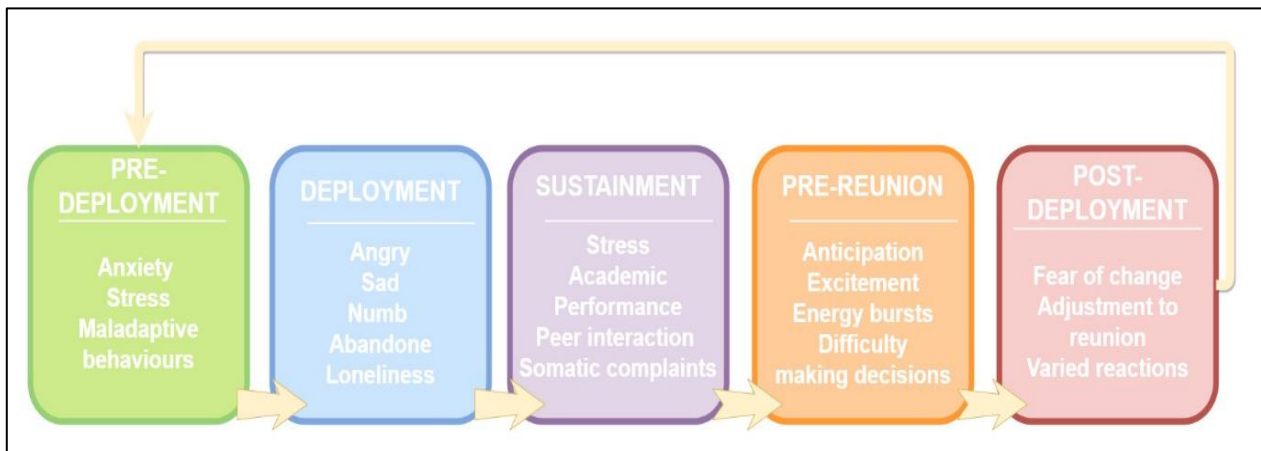 PRE-
DEPLOYMENT
Anxiety
Stress
Maladaptive
behaviours
DEPLOYMENT
Angry
Sad
Numb
Abandone
Loneliness
SUSTAINMENT
Stress
Academic
Performance
Peer interaction
Somatic complaints
PRE-REUNION
Anticipation
Excitement
Energy bursts
Difficulty
making decisions
POST-
DEPLOYMENT
Fear of change
Adjustment to
reunion
Varied reactions